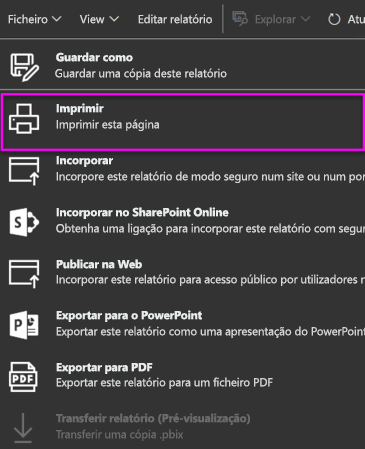 Ficheiro View Editar relatório Explorar
Guardar como
Guardar uma cópia deste relatório
Imprimir
Imprimir esta página
Incorporar
Incorpore este relatório de modo seguro num site ou num
Incorporar no SharePoint Online
Obtenha uma ligação para incorporar este relatório com
Publicar na Web
Incorporar este relatório para acesso público por utilizadores
Exportar para o PowerPoint
Exportar este relatório como uma apresentação do PowerPoint
Exportar para PDF
Exportar este relatório para um ficheiro PDF
Transferir relatório (Pré-visualização)
Transferir uma cópia .pbix